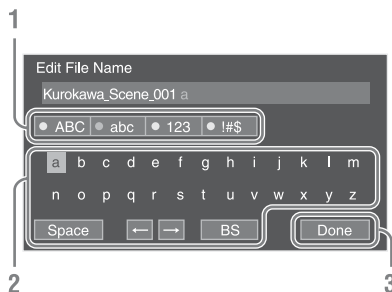 1
Edit File Name
Kurokawa_Scene_001 a
ABC abc 123 !#$
a b c d e f g h i j k l m
n o p q r s t u v w x y z
Space ← → BS Done
2 3